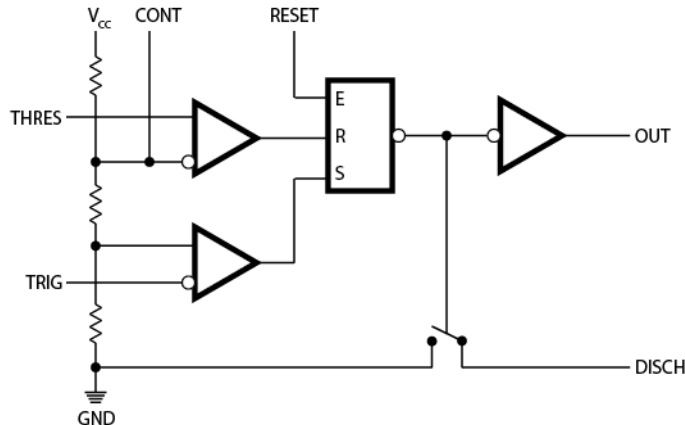 Vcc CONT RESET
THRES
E
R
S
OUT
TRIG
DISCH
GND